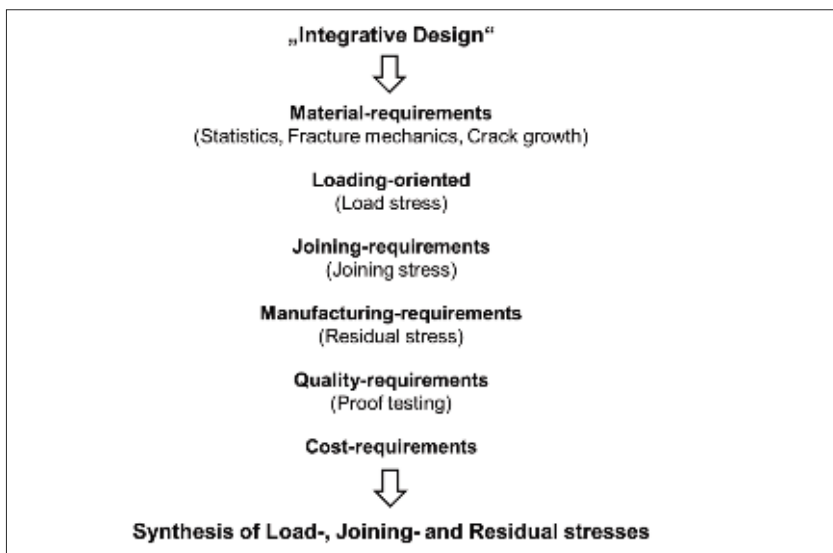 „Integrative Design“
Material-requirements
(Statistics, Fracture mechanics, Crack growth)
Loading-oriented
(Load stress)
Joining-requirements
(Joining stress)
Manufacturing-requirements
(Residual stress)
Quality-requirements
(Proof testing)
Cost-requirements
Synthesis of Load-, Joining- and Residual stresses